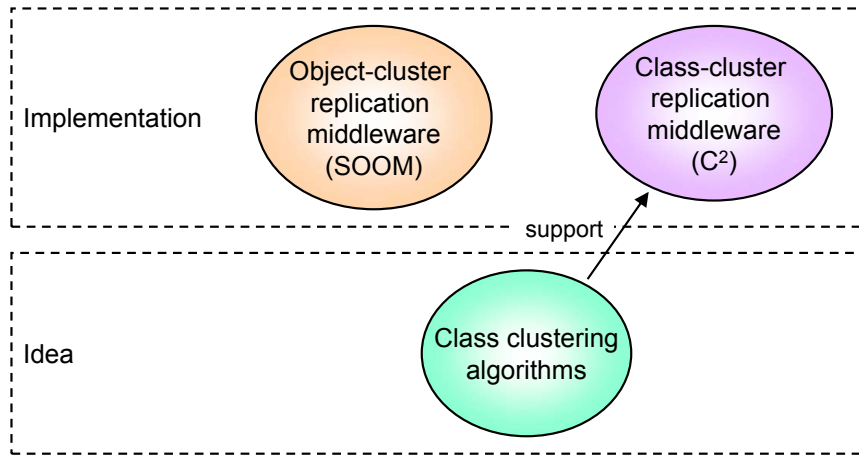 Implementation
Object-cluster
replication
middleware
(SOOM)
Class-cluster
replication
middleware
(C²)
support
Idea
Class clustering
algorithms